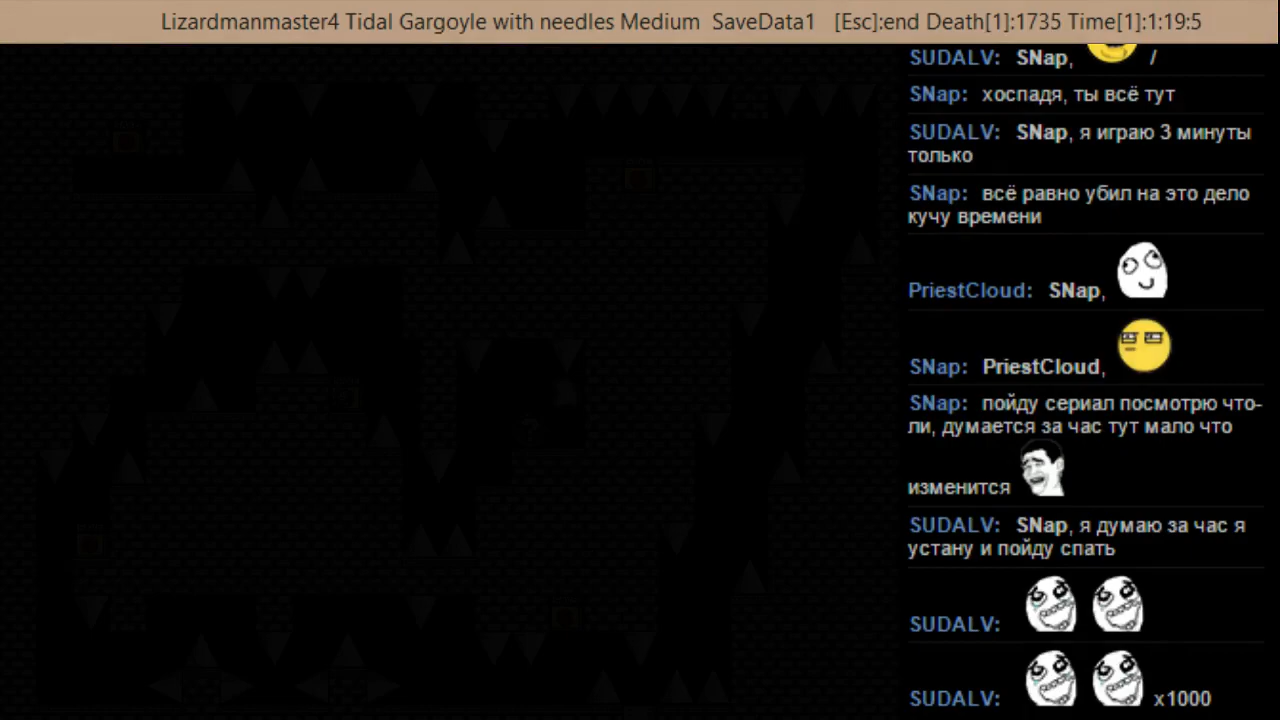 Lizardmanmaster4 Tidal Gargoyle with needles Medium  SaveData1   [Esc]:end Death[1]:1735 Time[1]:1:19:5
SUDALV: SNap, /
SNap: хоспадя, ты всё тут
SUDALV: SNap, я играю 3 минуты
только
SNap: всё равно убил на это дело
кучу времени
PriestCloud: SNap,
SNap: PriestCloud,
SNap: пойду сериал посмотрю что-
ли, думается за час тут мало что
изменится
SUDALV: SNap, я думаю за час я
устану и пойду спать
SUDALV:
SUDALV: x1000